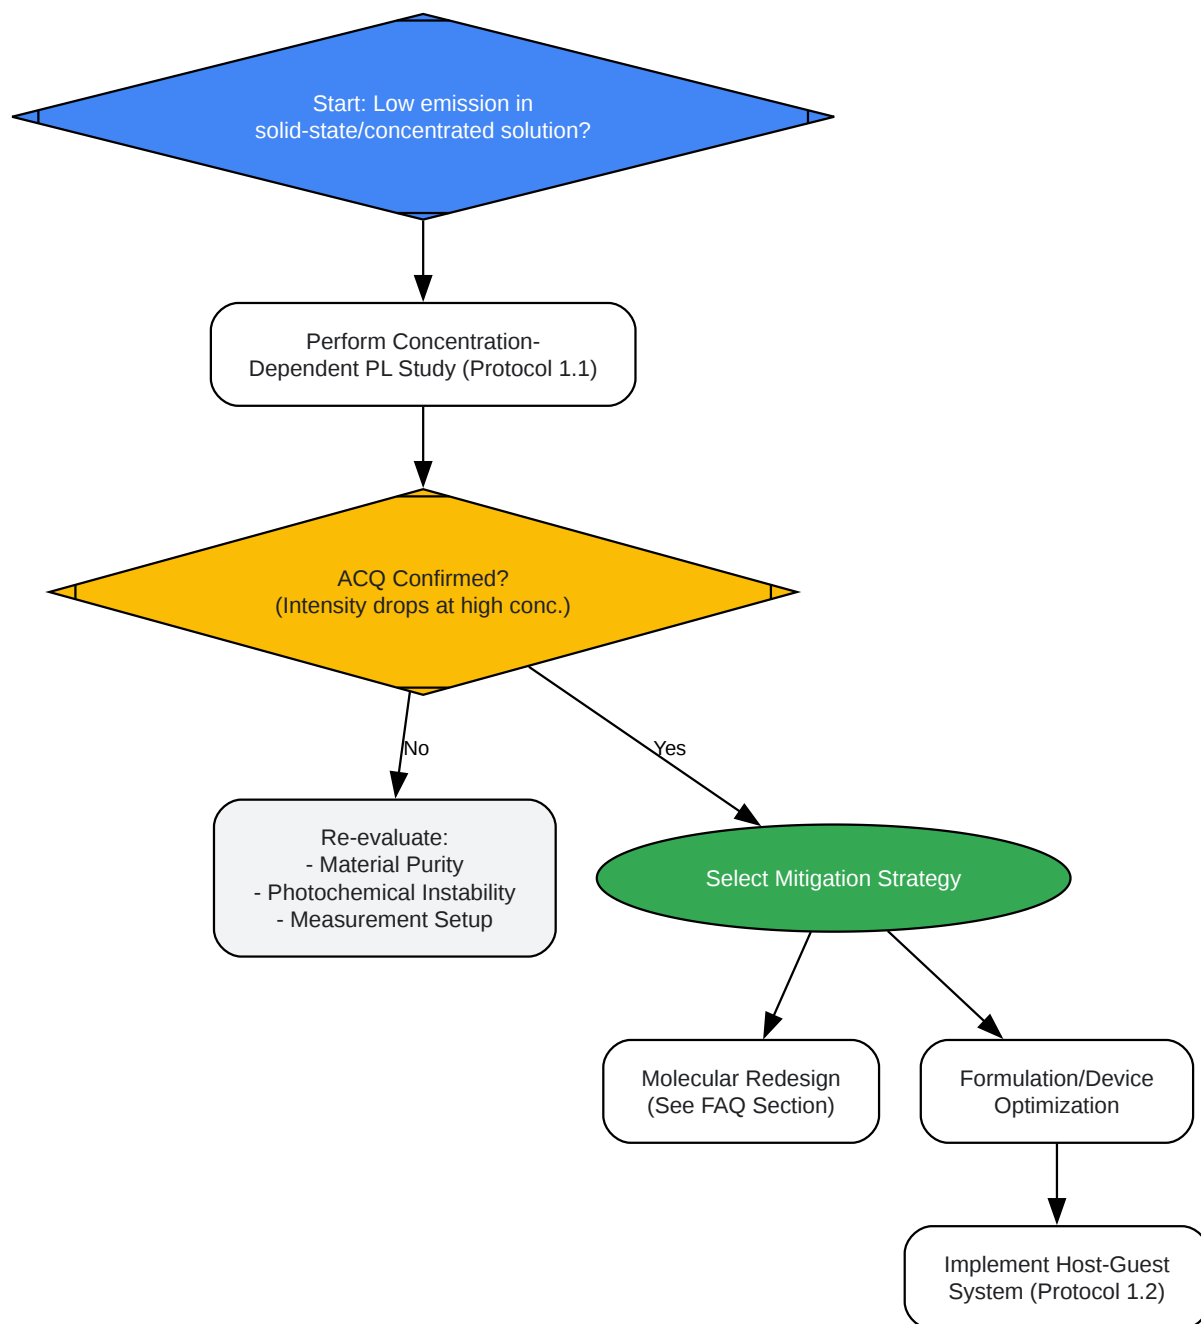 Start: Low emission in
solid-state/concentrated solution?
Perform Concentration-
Dependent PL Study (Protocol 1.1)
ACQ Confirmed?
(Intensity drops at high conc.)
No
Yes
Re-evaluate:
- Material Purity
- Photochemical Instability
- Measurement Setup
Select Mitigation Strategy
Molecular Redesign
(See FAQ Section)
Formulation/Device
Optimization
Implement Host-Guest
System (Protocol 1.2)